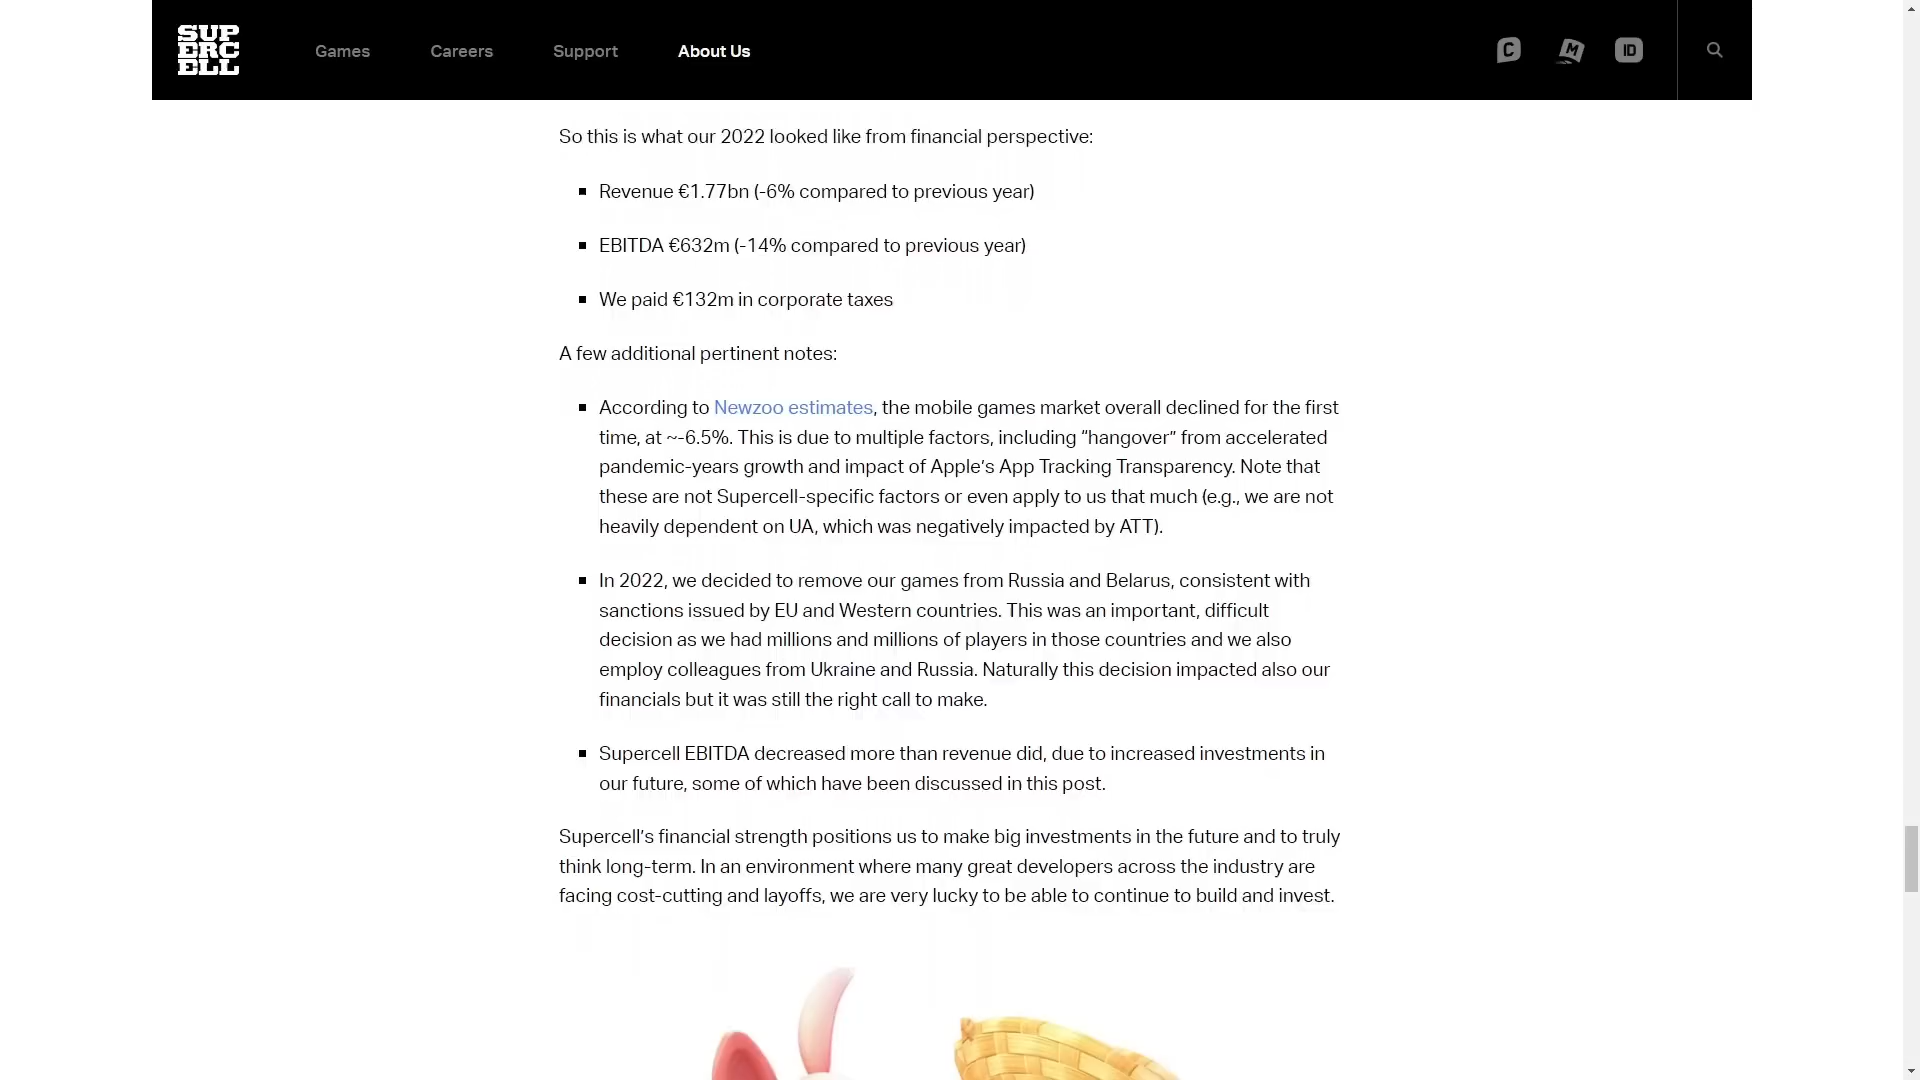 SUP
ERC
ELL
Games
Careers
Support
About Us
C
M
ID
So this is what our 2022 looked like from financial perspective:
Revenue €1.77bn (-6% compared to previous year)
EBITDA €632m (-14% compared to previous year)
We paid €132m in corporate taxes
A few additional pertinent notes:
According to Newzoo estimates, the mobile games market overall declined for the first
time, at ~-6.5%. This is due to multiple factors, including “hangover” from accelerated
pandemic-years growth and impact of Apple’s App Tracking Transparency. Note that
these are not Supercell-specific factors or even apply to us that much (e.g., we are not
heavily dependent on UA, which was negatively impacted by ATT).
In 2022, we decided to remove our games from Russia and Belarus, consistent with
sanctions issued by EU and Western countries. This was an important, difficult
decision as we had millions and millions of players in those countries and we also
employ colleagues from Ukraine and Russia. Naturally this decision impacted also our
financials but it was still the right call to make.
Supercell EBITDA decreased more than revenue did, due to increased investments in
our future, some of which have been discussed in this post.
Supercell’s financial strength positions us to make big investments in the future and to truly
think long-term. In an environment where many great developers across the industry are
facing cost-cutting and layoffs, we are very lucky to be able to continue to build and invest.